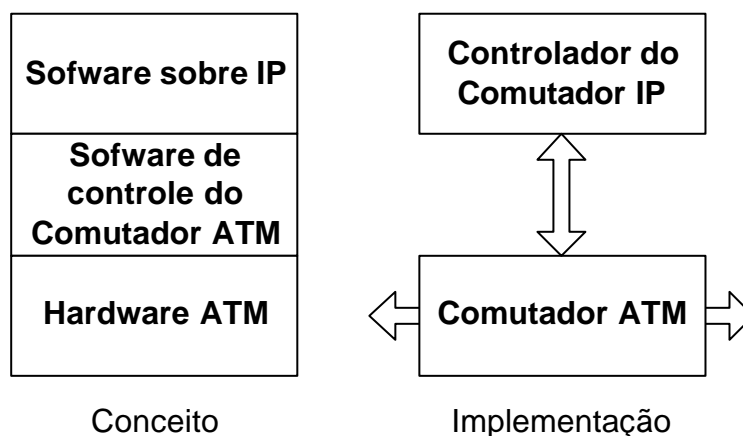 Sofware sobre IP
Sofware de
controle do
Comutador ATM
Hardware ATM
Conceito
Controlador do
Comutador IP
Comutador ATM
Implementação